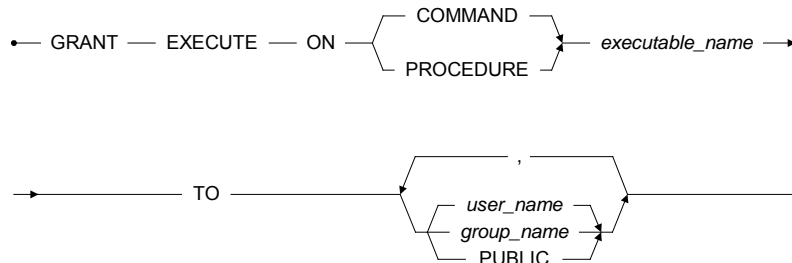 COMMAND
GRANT EXECUTE ON executable_name
PROCEDURE
,
TO user_name
group_name
PUBLIC